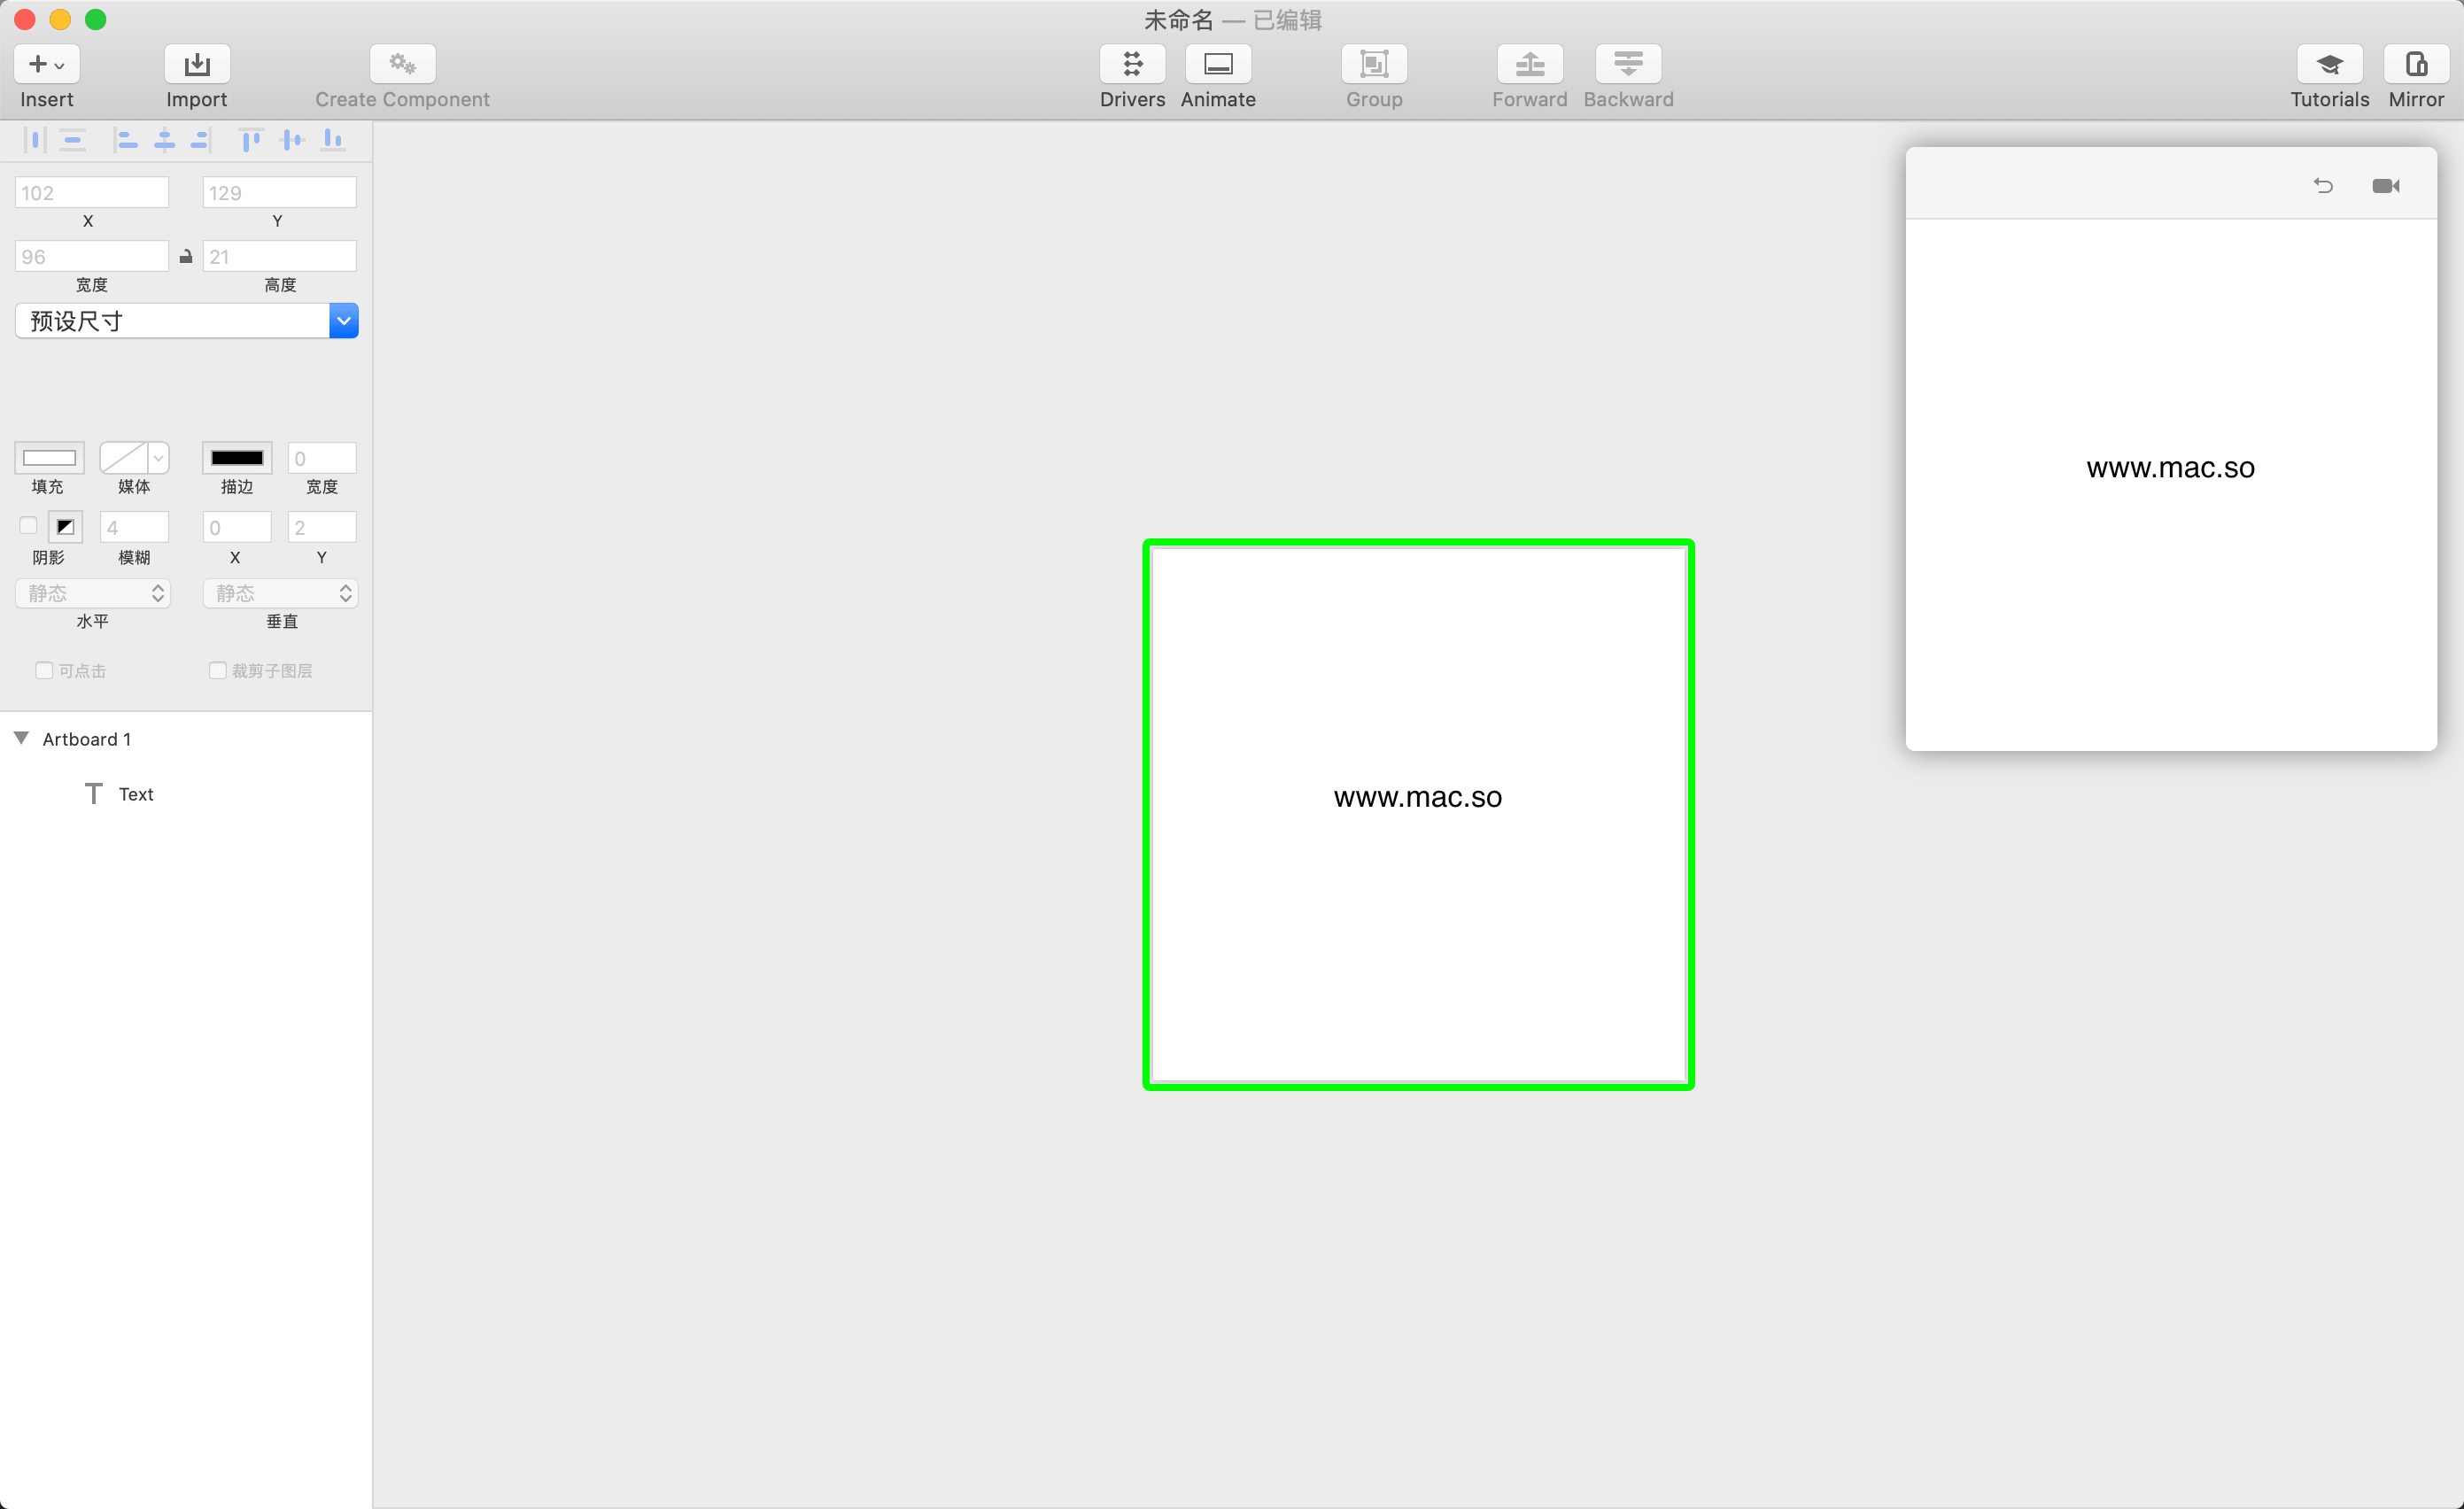 未命名 — 已编辑
Insert
Import
Create Component
Drivers
Animate
Group
Forward
Backward
Tutorials
Mirror
102
129
X
Y
96
21
宽度
高度
预设尺寸
0
填充
媒体
描边
宽度
4
0
2
阴影
模糊
X
Y
静态
静态
水平
垂直
可点击
裁剪子图层
Artboard 1
T Text
www.mac.so
www.mac.so